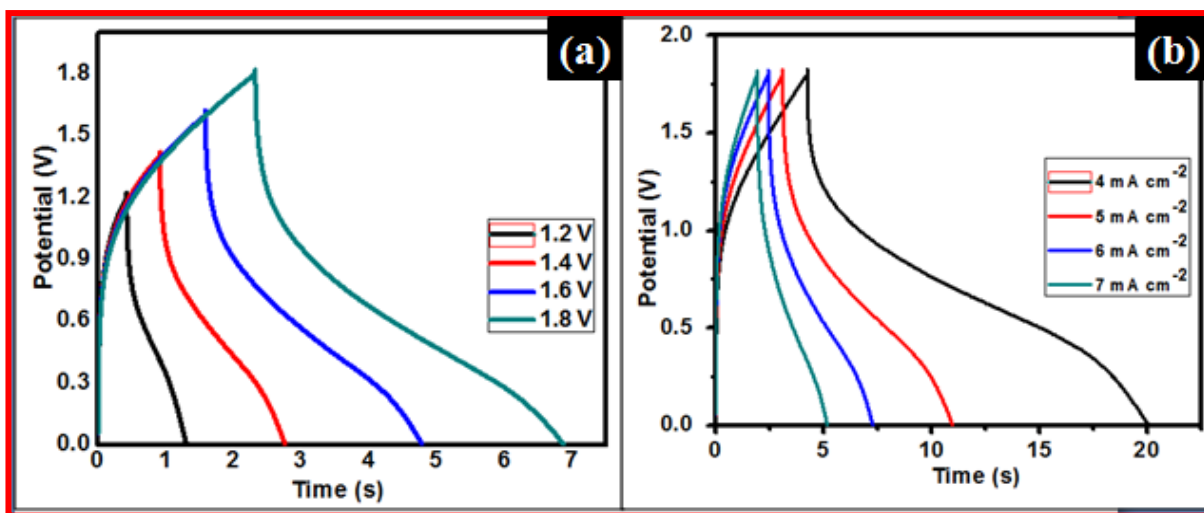 (a)
Potential (V)
1.8
1.5
1.2
0.9
0.6
0.3
0.0
0 1 2 3 4 5 6 7
Time (s)
1.2 V
1.4 V
1.6 V
1.8 V
(b)
Potential (V)
2.0
1.5
1.0
0.5
0.0
0 5 10 15 20
Time (s)
4 mA cm⁻²
5 mA cm⁻²
6 mA cm⁻²
7 mA cm⁻²